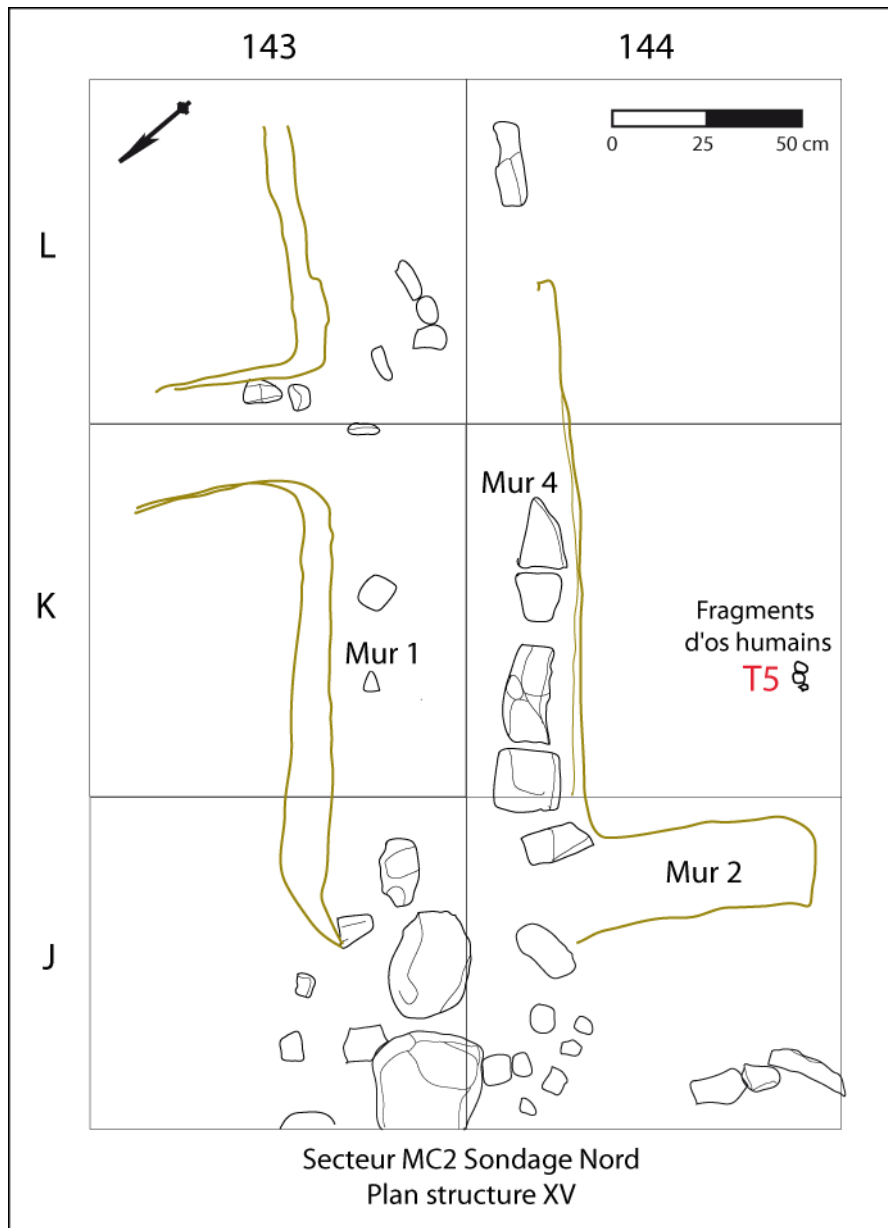 143
144
0
25
50 cm
L
Mur 4
K
Fragments
d'os humains
T5
Mur 1
Mur 2
J
Secteur MC2 Sondage Nord
Plan structure XV